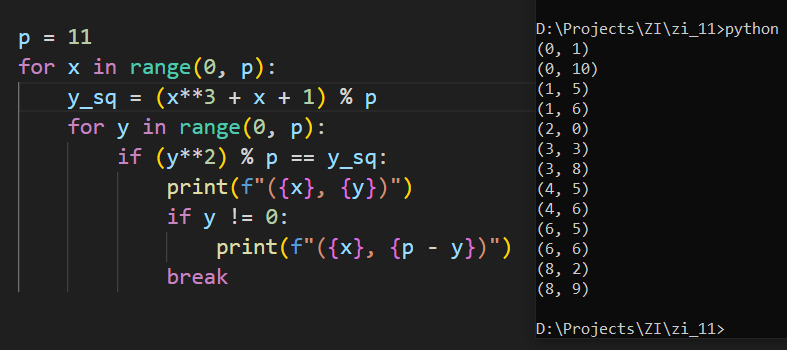 p = 11
for x in range(0, p):
    y_sq = (x**3 + x + 1) % p
    for y in range(0, p):
        if (y**2) % p == y_sq:
            print(f"({x}, {y})")
            if y != 0:
                print(f"({x}, {p - y})")
            break
D:\Projects\ZI\zi_11>python
(0, 1)
(0, 10)
(1, 5)
(1, 6)
(2, 0)
(3, 3)
(3, 8)
(4, 5)
(4, 6)
(6, 5)
(6, 6)
(8, 2)
(8, 9)
D:\Projects\ZI\zi_11>